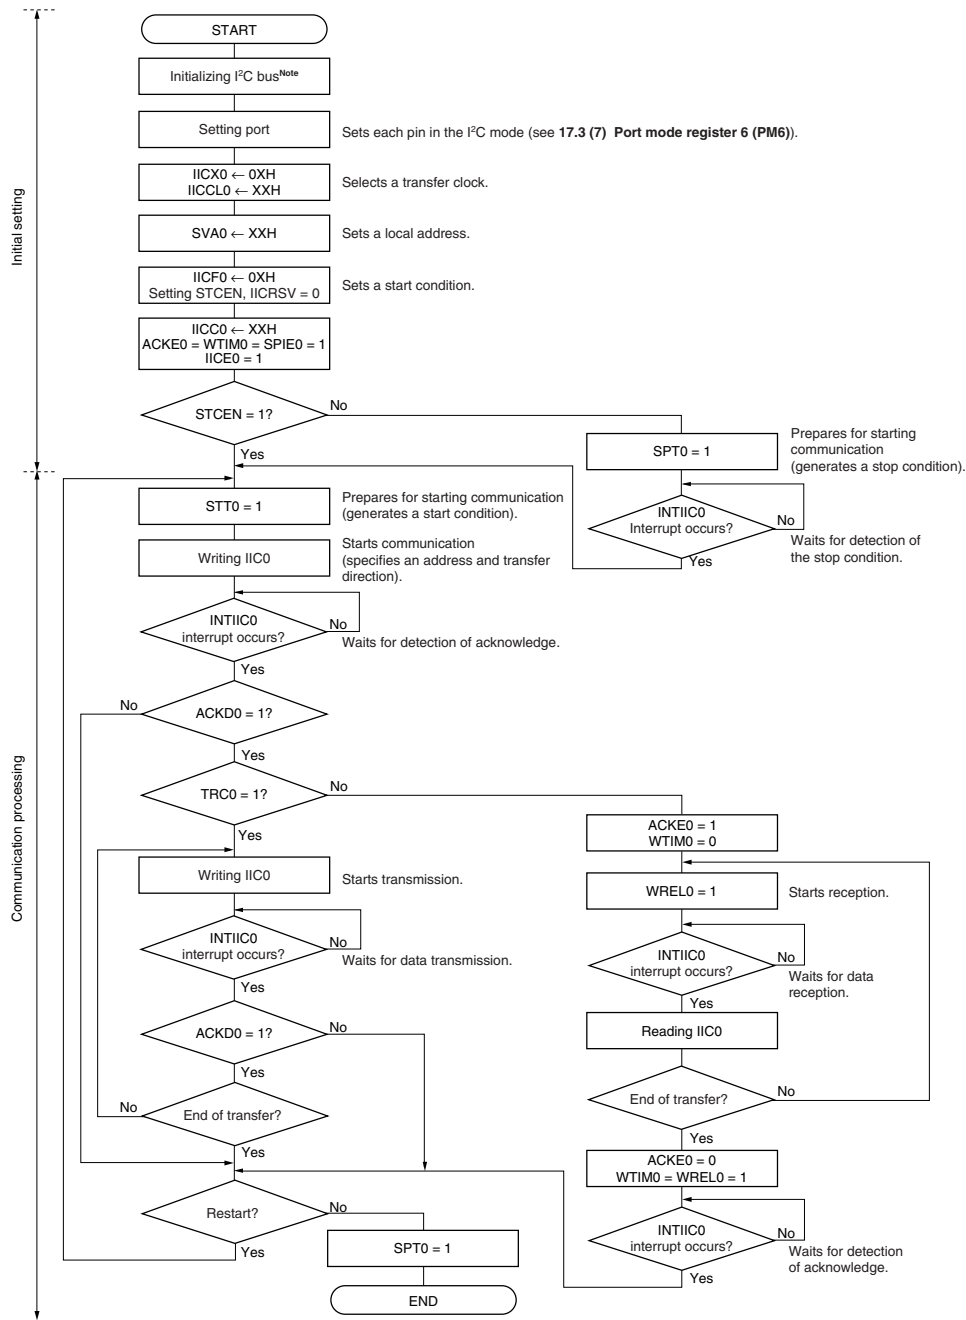 START
Initializing I²C bus^Note
Setting port
Sets each pin in the I²C mode (see 17.3 (7) Port mode register 6 (PM6)).
IICX0 ← 0XH
IICCL0 ← XXH
Selects a transfer clock.
SVA0 ← XXH
Sets a local address.
IICF0 ← 0XH
Setting STCEN, IICRSV = 0
Sets a start condition.
IICC0 ← XXH
ACKE0 = WTIM0 = SPIE0 = 1
IICE0 = 1
Initial setting
STCEN = 1?
No
Yes
SPT0 = 1
Prepares for starting
communication
(generates a stop condition).
INTIIC0
Interrupt occurs?
No
Waits for detection of
the stop condition.
Yes
STT0 = 1
Prepares for starting communication
(generates a start condition).
Writing IIC0
Starts communication
(specifies an address and transfer
direction).
INTIIC0
interrupt occurs?
No
Waits for detection of acknowledge.
Yes
ACKD0 = 1?
No
Yes
TRC0 = 1?
No
Yes
Communication processing
Writing IIC0
Starts transmission.
INTIIC0
interrupt occurs?
No
Waits for data transmission.
Yes
ACKD0 = 1?
No
Yes
End of transfer?
No
Yes
ACKE0 = 1
WTIM0 = 0
WREL0 = 1
Starts reception.
INTIIC0
interrupt occurs?
No
Waits for data
reception.
Yes
Reading IIC0
End of transfer?
No
Yes
ACKE0 = 0
WTIM0 = WREL0 = 1
INTIIC0
interrupt occurs?
No
Waits for detection
of acknowledge.
Yes
Restart?
No
Yes
SPT0 = 1
END